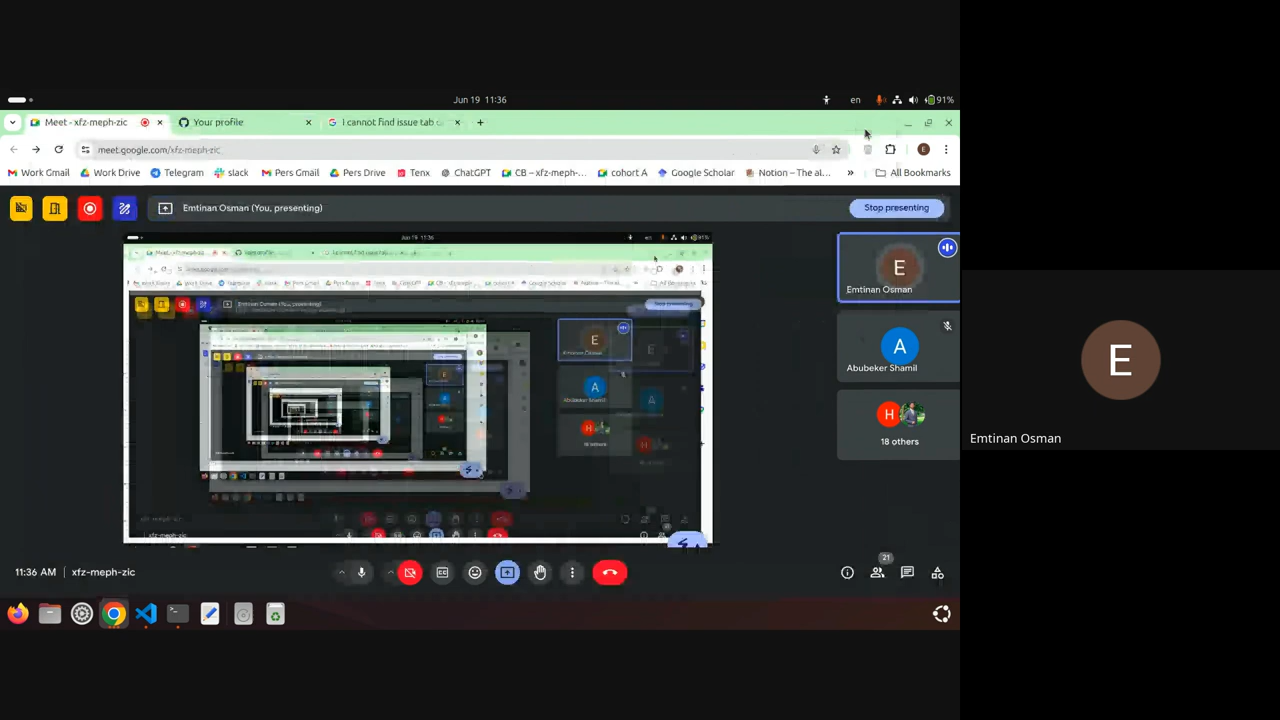 Jun 19 11:36
en
91%
Meet - xfz-meph-zic
Your profile
I cannot find issue tab o
meet.google.com/xfz-meph-zic
E
Work Gmail
Work Drive
Telegram
slack
Pers Gmail
Pers Drive
Tenx
ChatGPT
CB – xfz-meph-...
cohort A
Google Scholar
Notion – The al...
»
All Bookmarks
Emtinan Osman (You, presenting)
Stop presenting
E
Emtinan Osman
A
Abubeker Shamil
H
18 others
E
Emtinan Osman
11:36 AM | xfz-meph-zic
21